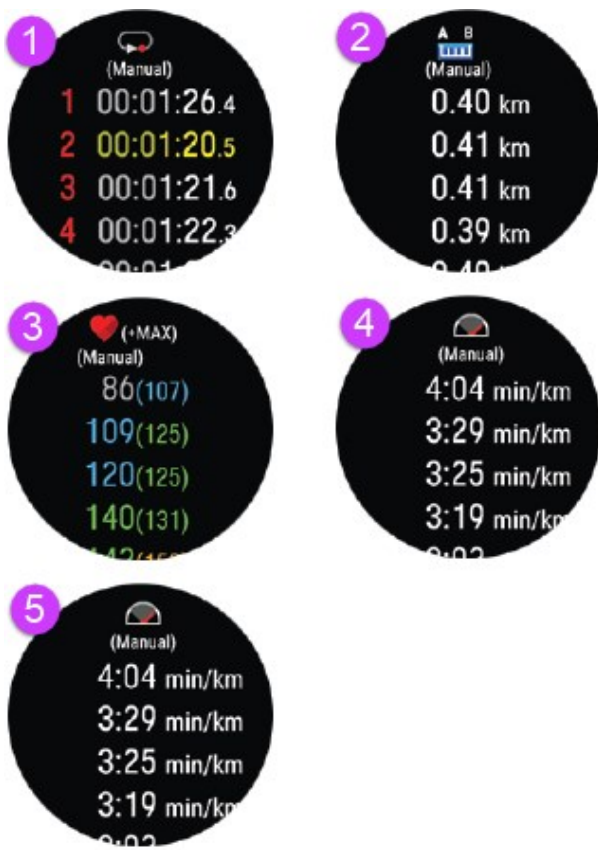 1
(Manual)
1 00:01:26.4
2 00:01:20.5
3 00:01:21.6
4 00:01:22.3
2
A B
(Manual)
0.40 km
0.41 km
0.41 km
0.39 km
3
(+MAX)
(Manual)
86(107)
109(125)
120(125)
140(131)
4
(Manual)
4:04 min/km
3:29 min/km
3:25 min/km
3:19 min/km
5
(Manual)
4:04 min/km
3:29 min/km
3:25 min/km
3:19 min/km